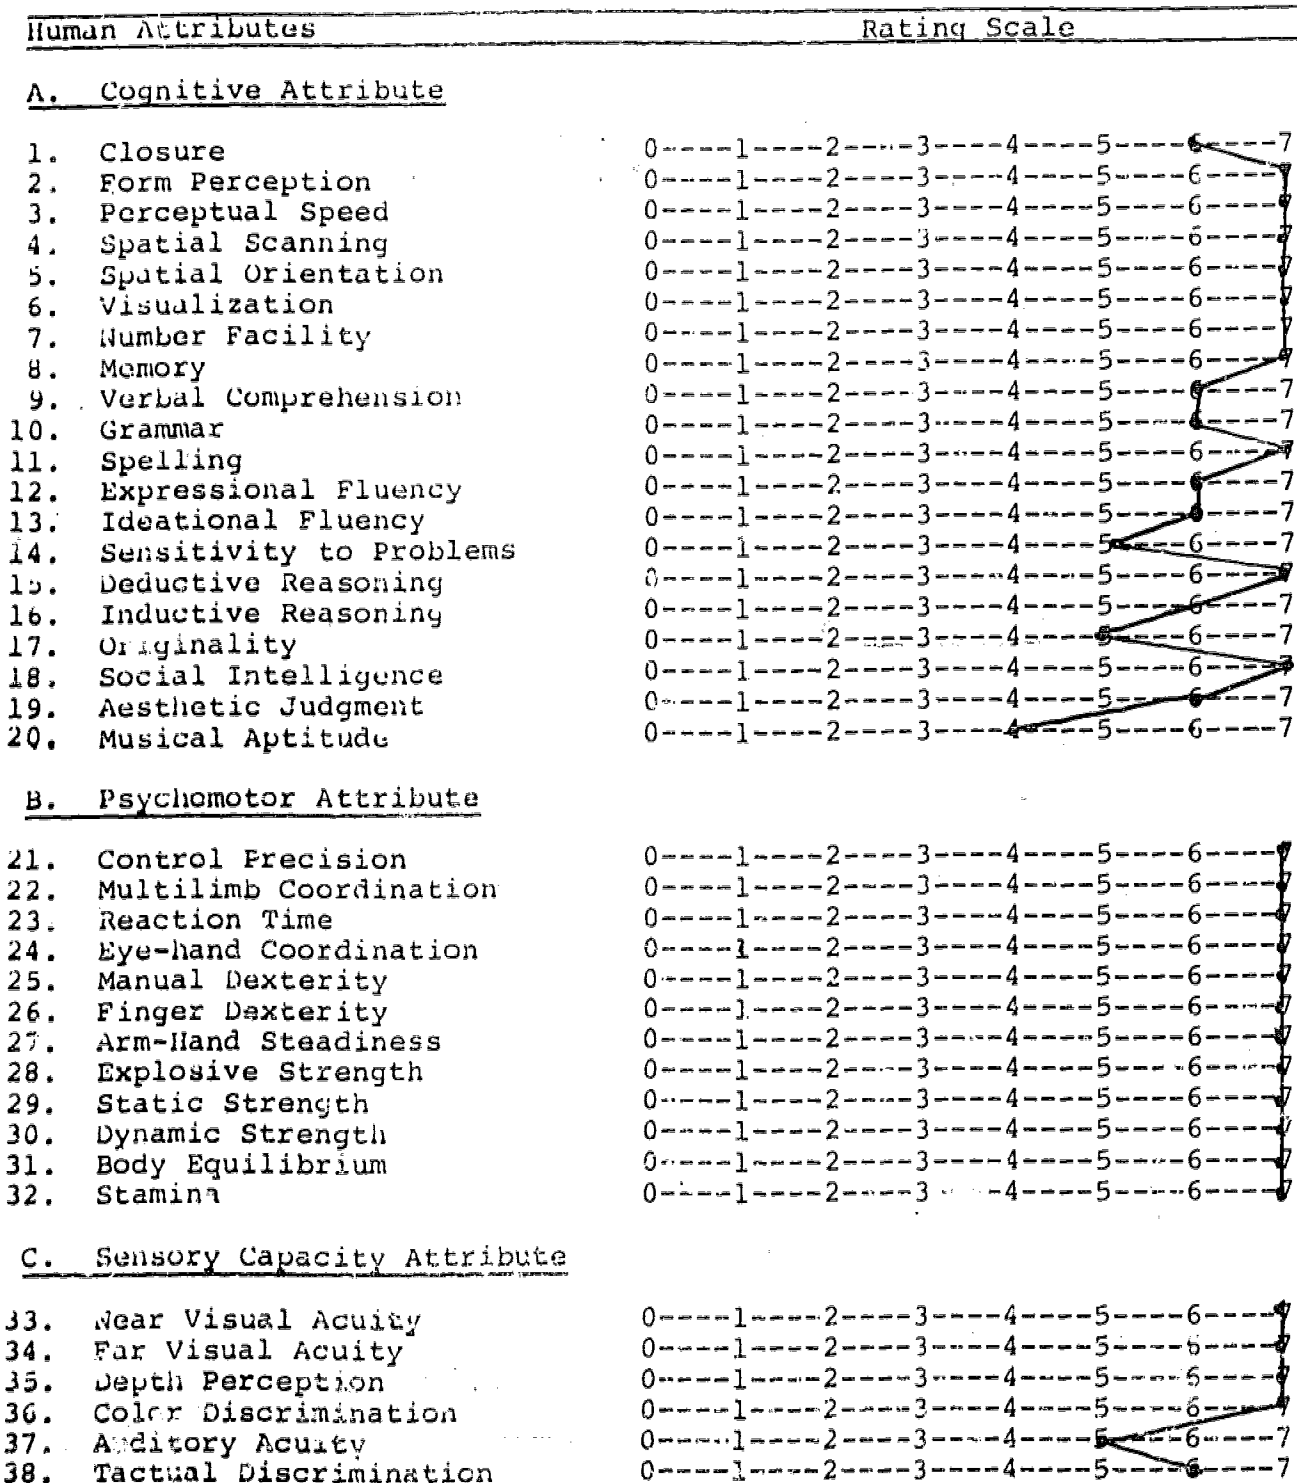 Human Attributes Rating Scale
A. Cognitive Attribute
1. Closure 0----1----2----3----4----5----6----7
2. Form Perception 0----1----2----3----4----5----6----7
3. Perceptual Speed 0----1----2----3----4----5----6----7
4. Spatial Scanning 0----1----2----3----4----5----6----7
5. Spatial Orientation 0----1----2----3----4----5----6----7
6. Visualization 0----1----2----3----4----5----6----7
7. Number Facility 0----1----2----3----4----5----6----7
8. Memory 0----1----2----3----4----5----6----7
9. Verbal Comprehension 0----1----2----3----4----5----6----7
10. Grammar 0----1----2----3----4----5----6----7
11. Spelling 0----1----2----3----4----5----6----7
12. Expressional Fluency 0----1----2----3----4----5----6----7
13. Ideational Fluency 0----1----2----3----4----5----6----7
14. Sensitivity to Problems 0----1----2----3----4----5----6----7
15. Deductive Reasoning 0----1----2----3----4----5----6----7
16. Inductive Reasoning 0----1----2----3----4----5----6----7
17. Originality 0----1----2----3----4----5----6----7
18. Social Intelligence 0----1----2----3----4----5----6----7
19. Aesthetic Judgment 0----1----2----3----4----5----6----7
20. Musical Aptitude 0----1----2----3----4----5----6----7
B. Psychomotor Attribute
21. Control Precision 0----1----2----3----4----5----6----7
22. Multilimb Coordination 0----1----2----3----4----5----6----7
23. Reaction Time 0----1----2----3----4----5----6----7
24. Eye-hand Coordination 0----1----2----3----4----5----6----7
25. Manual Dexterity 0----1----2----3----4----5----6----7
26. Finger Dexterity 0----1----2----3----4----5----6----7
27. Arm-Hand Steadiness 0----1----2----3----4----5----6----7
28. Explosive Strength 0----1----2----3----4----5----6----7
29. Static Strength 0----1----2----3----4----5----6----7
30. Dynamic Strength 0----1----2----3----4----5----6----7
31. Body Equilibrium 0----1----2----3----4----5----6----7
32. Stamina 0----1----2----3----4----5----6----7
C. Sensory Capacity Attribute
33. Near Visual Acuity 0----1----2----3----4----5----6----7
34. Far Visual Acuity 0----1----2----3----4----5----6----7
35. Depth Perception 0----1----2----3----4----5----6----7
36. Color Discrimination 0----1----2----3----4----5----6----7
37. Auditory Acuity 0----1----2----3----4----5----6----7
38. Tactual Discrimination 0----1----2----3----4----5----6----7